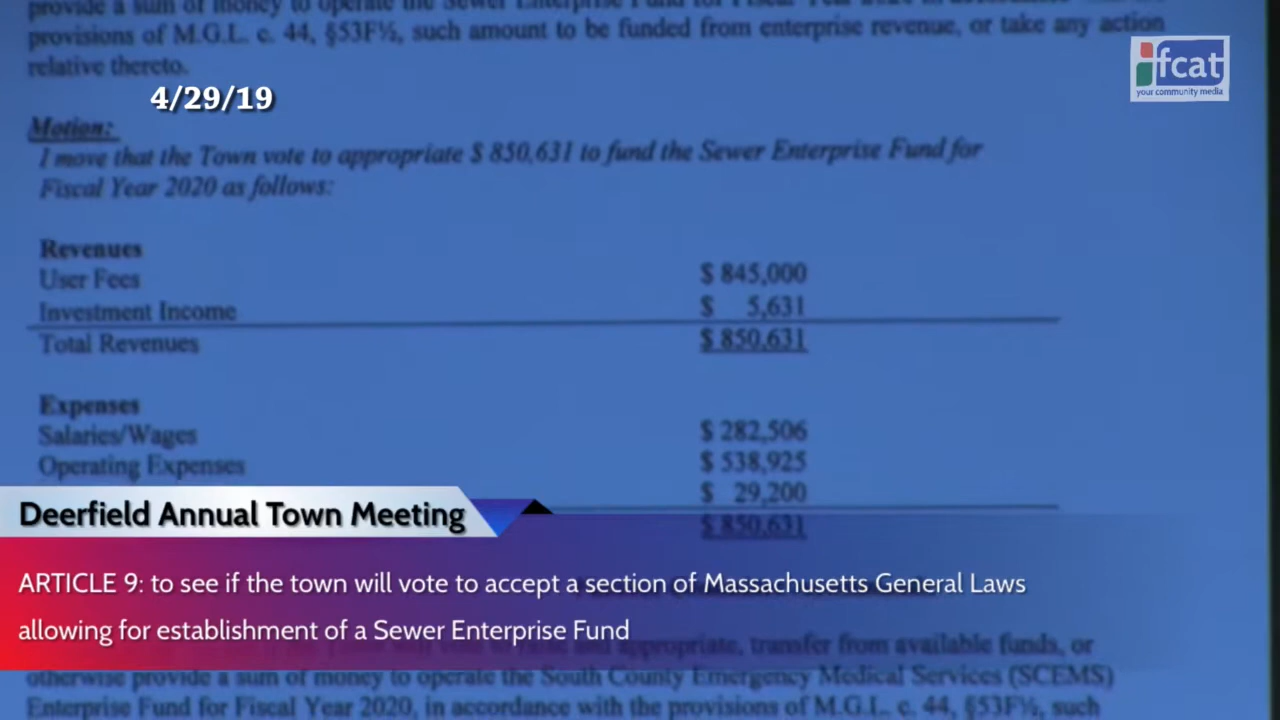 provide a sum of money to operate the Sewer Enterprise Fund for Fiscal Year
provisions of M.G.L. c. 44, §53F½, such amount to be funded from enterprise revenue, or take any action
relative thereto.
fcat
your community media
4/29/19
Motion:
I move that the Town vote to appropriate $ 850,631 to fund the Sewer Enterprise Fund for
Fiscal Year 2020 as follows:
Revenues
User Fees $ 845,000
Investment Income $ 5,631
Total Revenues $ 850,631
Expenses
Salaries/Wages $ 282,506
Operating Expenses $ 538,925
$ 29,200
$ 850,631
Deerfield Annual Town Meeting
ARTICLE 9: to see if the town will vote to accept a section of Massachusetts General Laws
allowing for establishment of a Sewer Enterprise Fund
appropriate, transfer from available funds, or
otherwise provide a sum of money to operate the South County Emergency Medical Services (SCEMS)
Enterprise Fund for Fiscal Year 2020, in accordance with the provisions of M.G.L. c. 44, §53F½, such